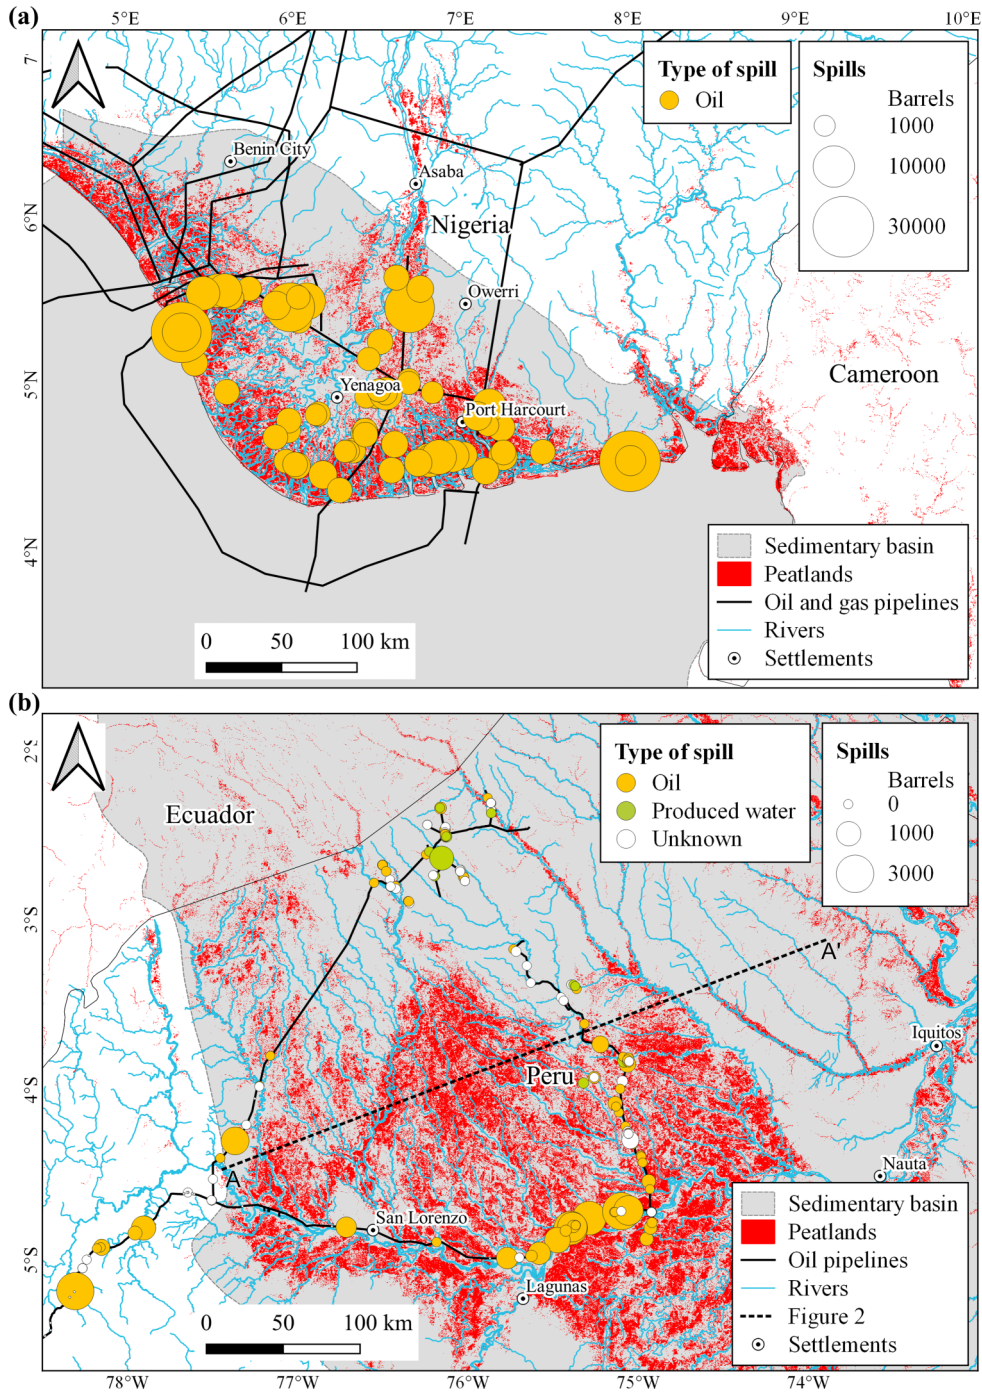 (a)
5°E 6°E 7°E 8°E 9°E 10°E
7°
6°N
5°N
4°N
Type of spill
Oil
Spills
Barrels
1000
10000
30000
Benin City
Asaba
Nigeria
Owerri
Cameroon
Yenagoa
Port Harcourt
Sedimentary basin
Peatlands
Oil and gas pipelines
Rivers
Settlements
0 50 100 km
(b)
2°S
3°S
4°S
5°S
Ecuador
Type of spill
Oil
Produced water
Unknown
Spills
Barrels
0
1000
3000
A'
Iquitos
Peru
Nauta
A
San Lorenzo
Lagunas
Sedimentary basin
Peatlands
Oil pipelines
Rivers
Figure 2
Settlements
0 50 100 km
78°W 77°W 76°W 75°W 74°W